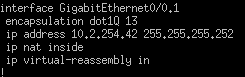 interface GigabitEthernet0/0.1
encapsulation dot1Q 13
ip address 10.2.254.42 255.255.255.252
ip nat inside
ip virtual-reassembly in
!